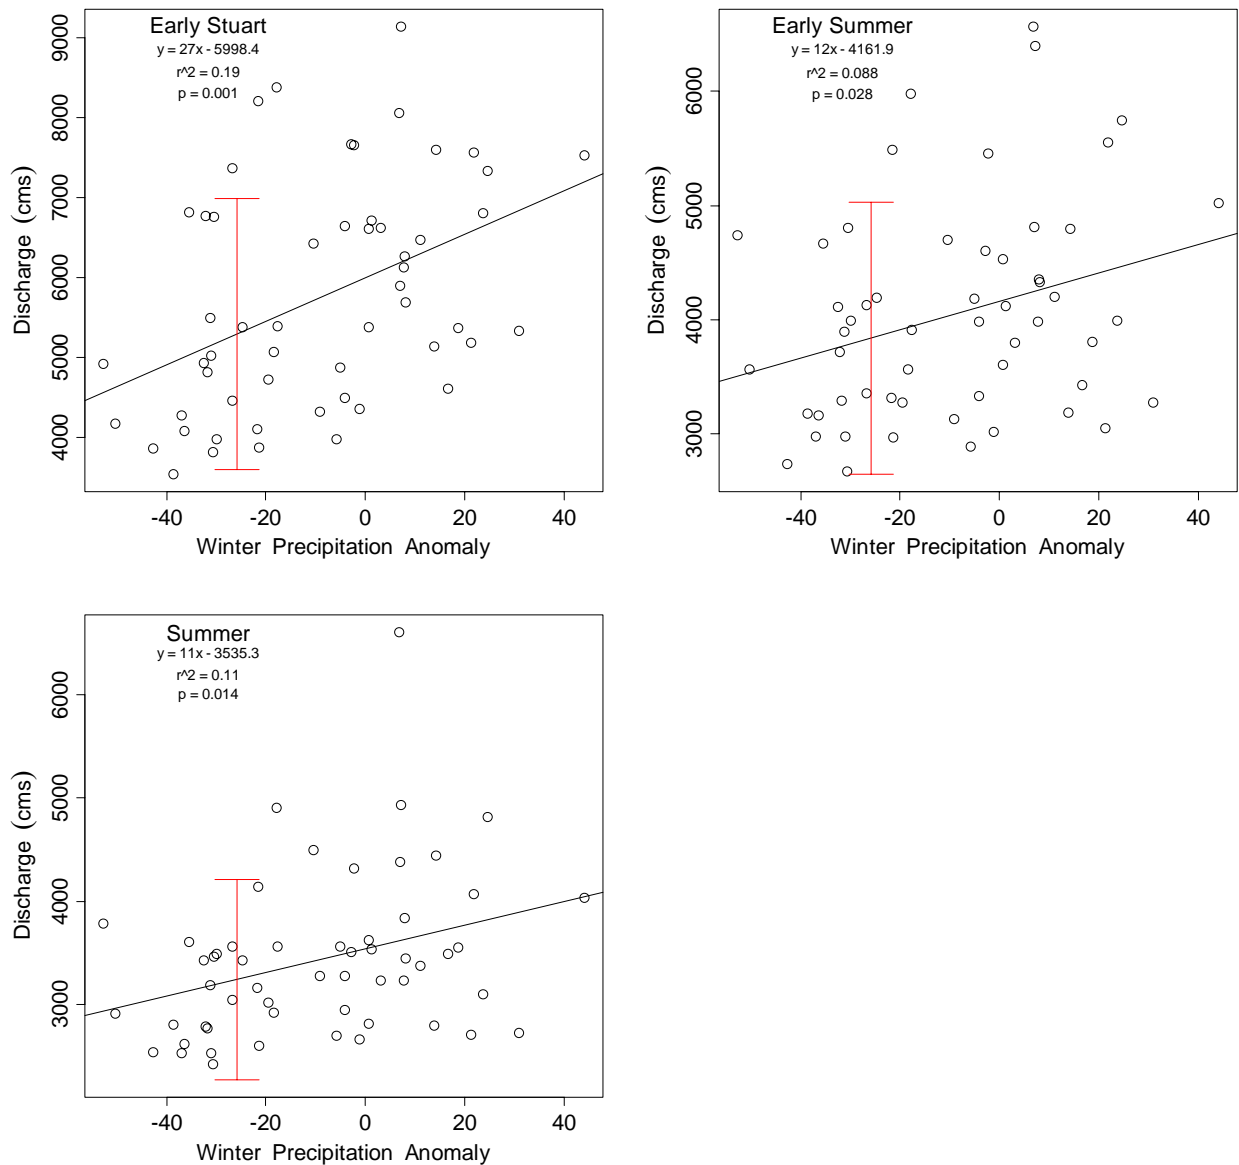 Early Stuart
y = 27x - 5998.4
r^2 = 0.19
p = 0.001
Discharge (cms)
9000
8000
7000
6000
5000
4000
-40 -20 0 20 40
Winter Precipitation Anomaly
Early Summer
y = 12x - 4161.9
r^2 = 0.088
p = 0.028
Discharge (cms)
6000
5000
4000
3000
-40 -20 0 20 40
Winter Precipitation Anomaly
Summer
y = 11x - 3535.3
r^2 = 0.11
p = 0.014
Discharge (cms)
6000
5000
4000
3000
-40 -20 0 20 40
Winter Precipitation Anomaly